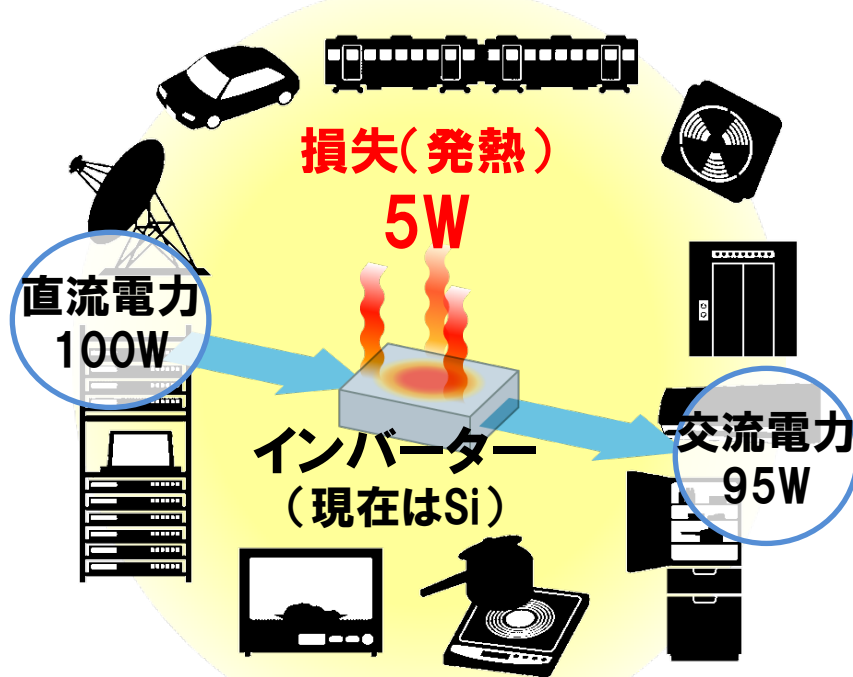 損失(発熱)
5W
直流電力
100W
インバーター
(現在はSi)
交流電力
95W